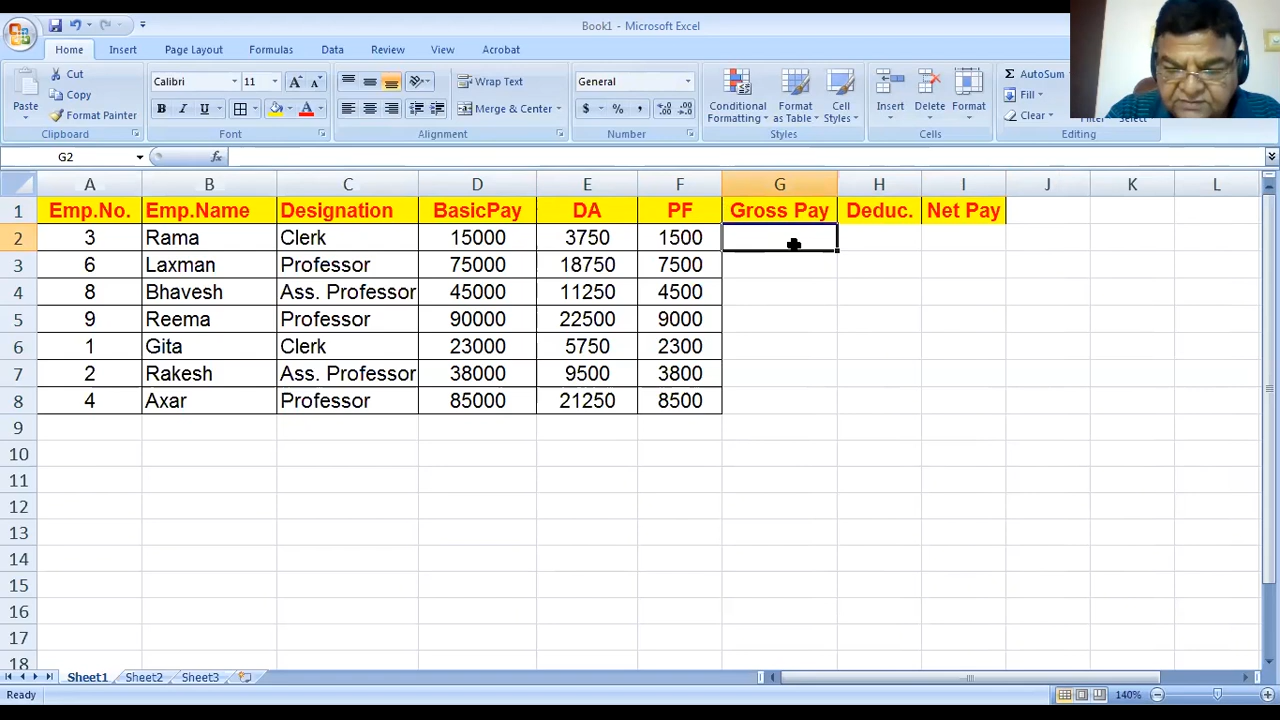 Book1 - Microsoft Excel
Home Insert Page Layout Formulas Data Review View Acrobat
Paste Cut Copy Format Painter Clipboard
Calibri 11 A A B I U A Font
Wrap Text Merge & Center Alignment
General $ % , .0 .00 .00 .0 Number
Conditional Formatting Format as Table Cell Styles Styles
Insert Delete Format Cells
Σ AutoSum Fill Clear Select Editing
G2 fx
A B C D E F G H I J K L
1 Emp.No. Emp.Name Designation BasicPay DA PF Gross Pay Deduc. Net Pay
2 3 Rama Clerk 15000 3750 1500
3 6 Laxman Professor 75000 18750 7500
4 8 Bhavesh Ass. Professor 45000 11250 4500
5 9 Reema Professor 90000 22500 9000
6 1 Gita Clerk 23000 5750 2300
7 2 Rakesh Ass. Professor 38000 9500 3800
8 4 Axar Professor 85000 21250 8500
9
10
11
12
13
14
15
16
17
18
Sheet1 Sheet2 Sheet3
Ready 140%